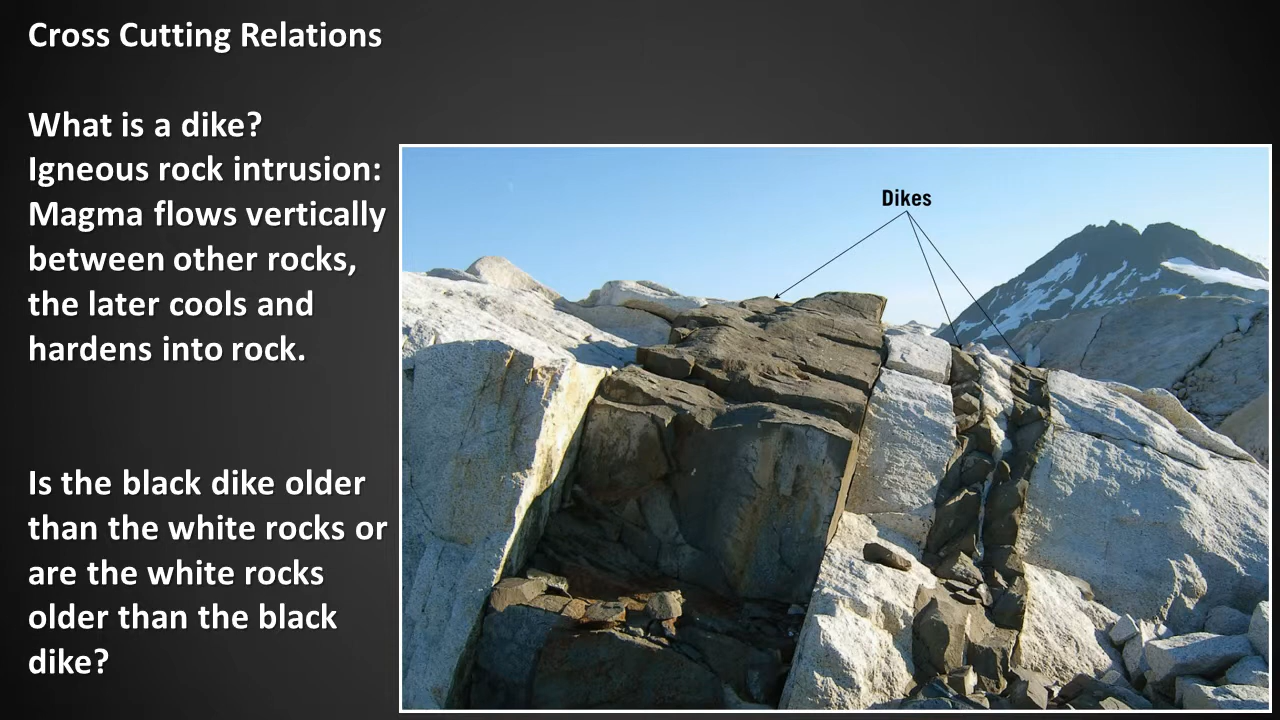 Cross Cutting Relations
What is a dike?
Igneous rock intrusion:
Magma flows vertically
between other rocks,
the later cools and
hardens into rock.
Is the black dike older
than the white rocks or
are the white rocks
older than the black
dike?
Dikes